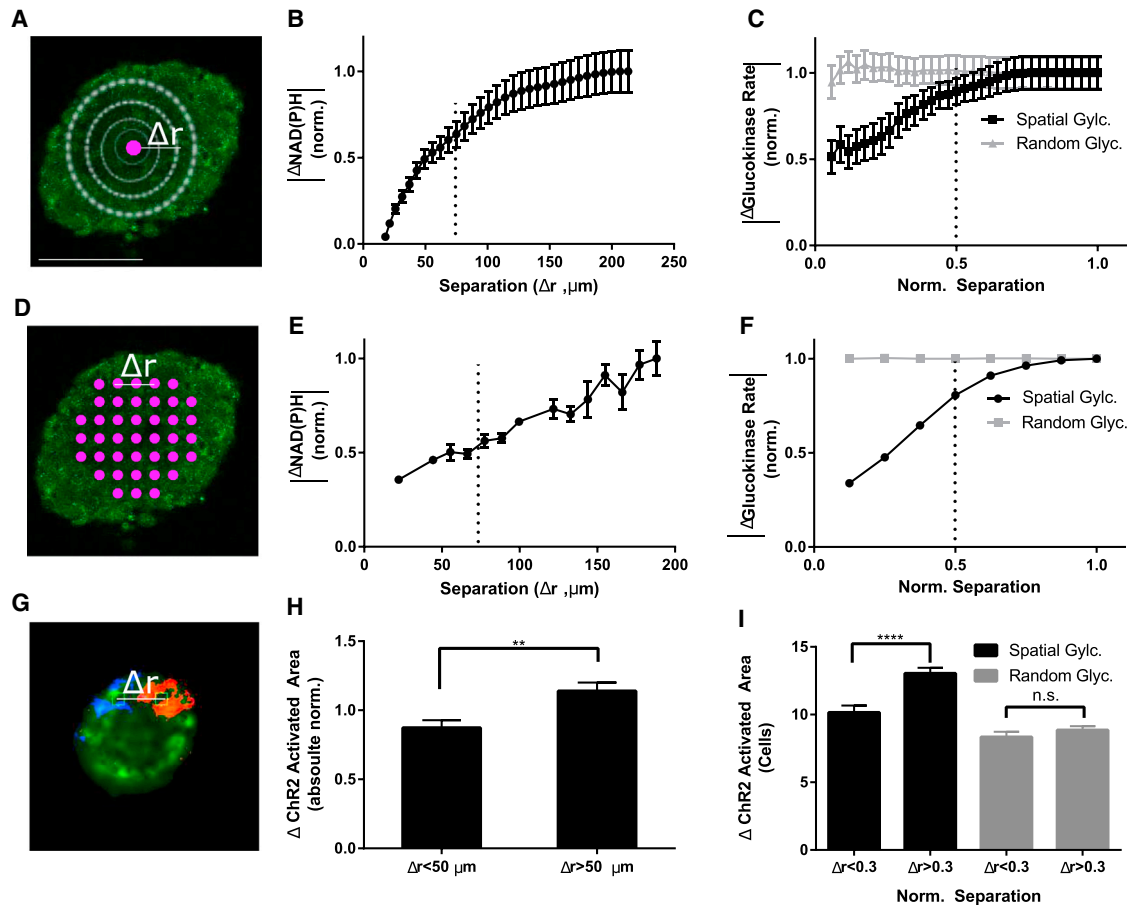 A
Δr
B
|ΔNAD(P)H|
(norm.)
1.0
0.5
0.0
0
50
100
150
200
250
Separation (Δr ,µm)
C
|ΔGlucokinase Rate|
(norm.)
1.0
0.5
0.0
Spatial Gylc.
Random Glyc.
0.0
0.5
1.0
Norm. Separation
D
Δr
E
|ΔNAD(P)H|
(norm.)
1.0
0.5
0.0
0
50
100
150
200
Separation (Δr ,µm)
F
|ΔGlucokinase Rate|
(norm.)
1.0
0.5
0.0
Spatial Gylc.
Random Glyc.
0.0
0.5
1.0
Norm. Separation
G
Δr
H
Δ ChR2 Activated Area
(absoulte norm.)
1.5
1.0
0.5
0.0
**
Δr<50 µm
Δr>50 µm
I
Δ ChR2 Activated Area
(Cells)
15
10
5
0
****
Spatial Gylc.
Random Glyc.
n.s.
Δr<0.3
Δr>0.3
Δr<0.3
Δr>0.3
Norm. Separation